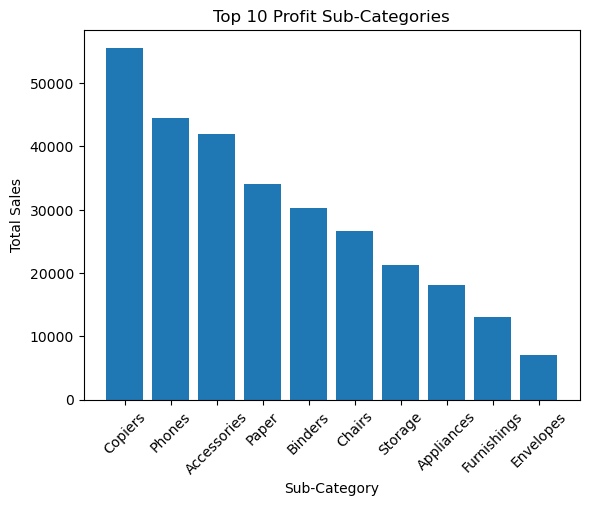 Top 10 Profit Sub-Categories
Total Sales
50000
40000
30000
20000
10000
0
Copiers
Phones
Accessories
Paper
Binders
Chairs
Storage
Appliances
Furnishings
Envelopes
Sub-Category